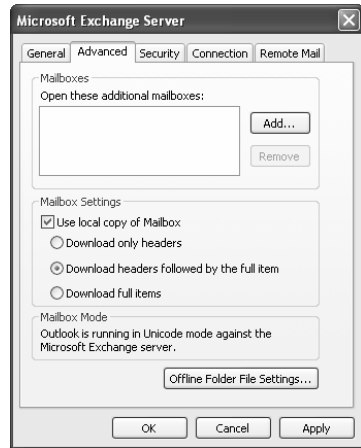 Microsoft Exchange Server
General Advanced Security Connection Remote Mail
Mailboxes
Open these additional mailboxes:
Add...
Remove
Mailbox Settings
Use local copy of Mailbox
Download only headers
Download headers followed by the full item
Download full items
Mailbox Mode
Outlook is running in Unicode mode against the
Microsoft Exchange server.
Offline Folder File Settings...
OK Cancel Apply